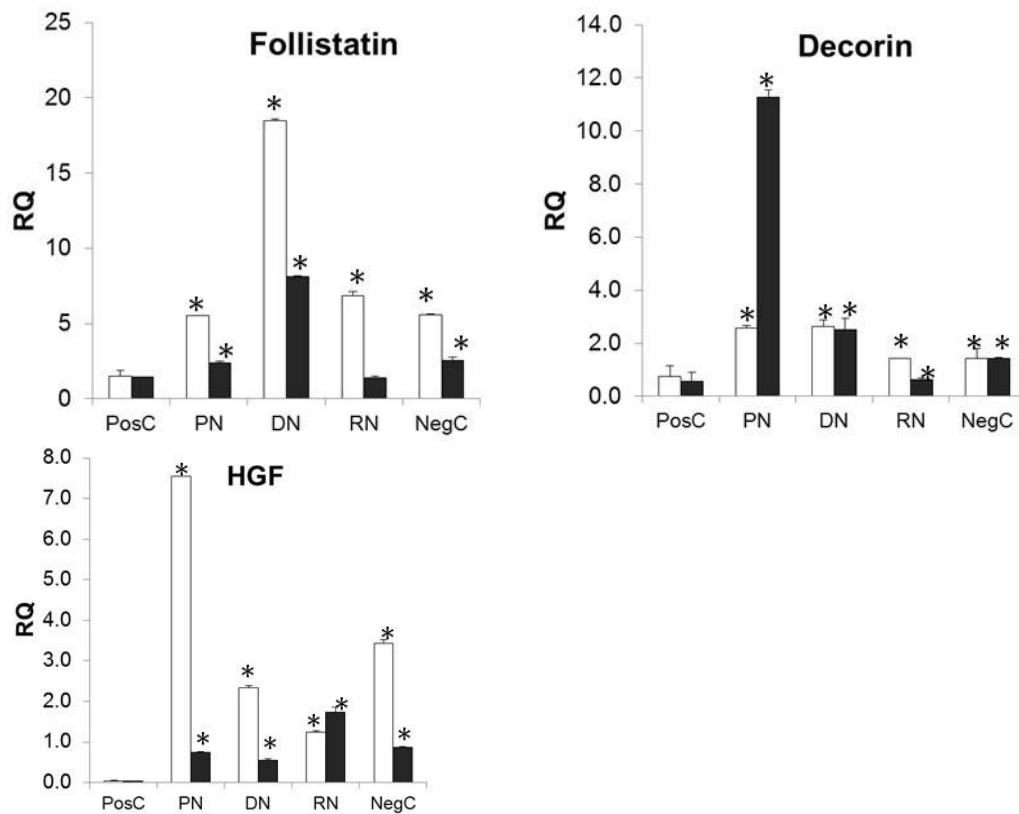 Follistatin
RQ
25
20
15
10
5
0
* * * * * * *
PosC PN DN RN NegC
Decorin
RQ
14.0
12.0
10.0
8.0
6.0
4.0
2.0
0.0
* * * * * * * *
PosC PN DN RN NegC
HGF
RQ
8.0
7.0
6.0
5.0
4.0
3.0
2.0
1.0
0.0
* * * * * * * *
PosC PN DN RN NegC